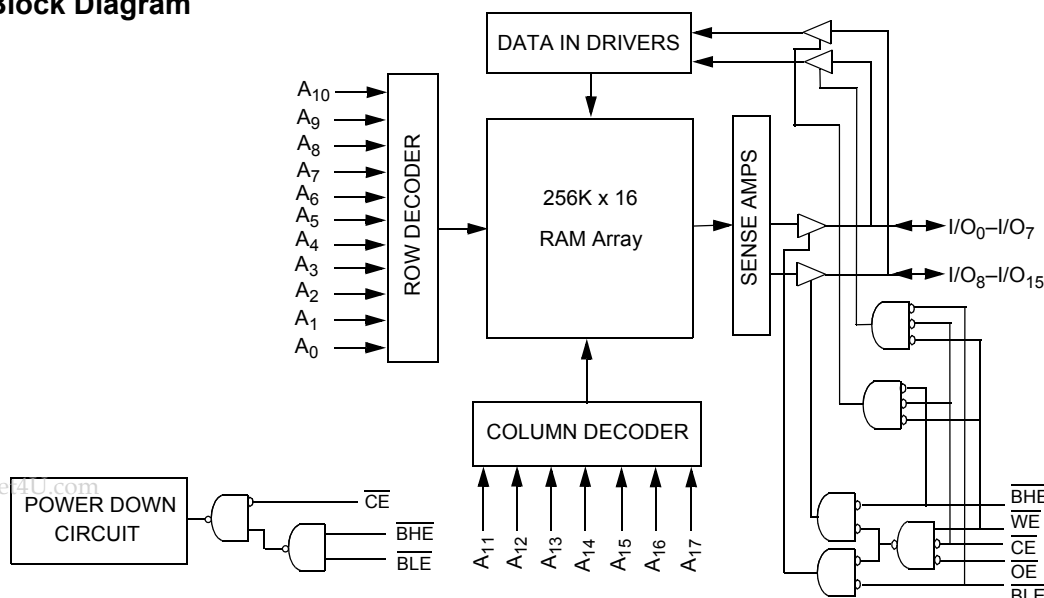 Block Diagram
DATA IN DRIVERS
A10
A9
A8
A7
A6
A5
A4
A3
A2
A1
A0
ROW DECODER
256K x 16
RAM Array
SENSE AMPS
I/O0–I/O7
I/O8–I/O15
COLUMN DECODER
A11
A12
A13
A14
A15
A16
A17
et4U.com
POWER DOWN
CIRCUIT
CE
BHE
BLE
BHE
WE
CE
OE
BLE